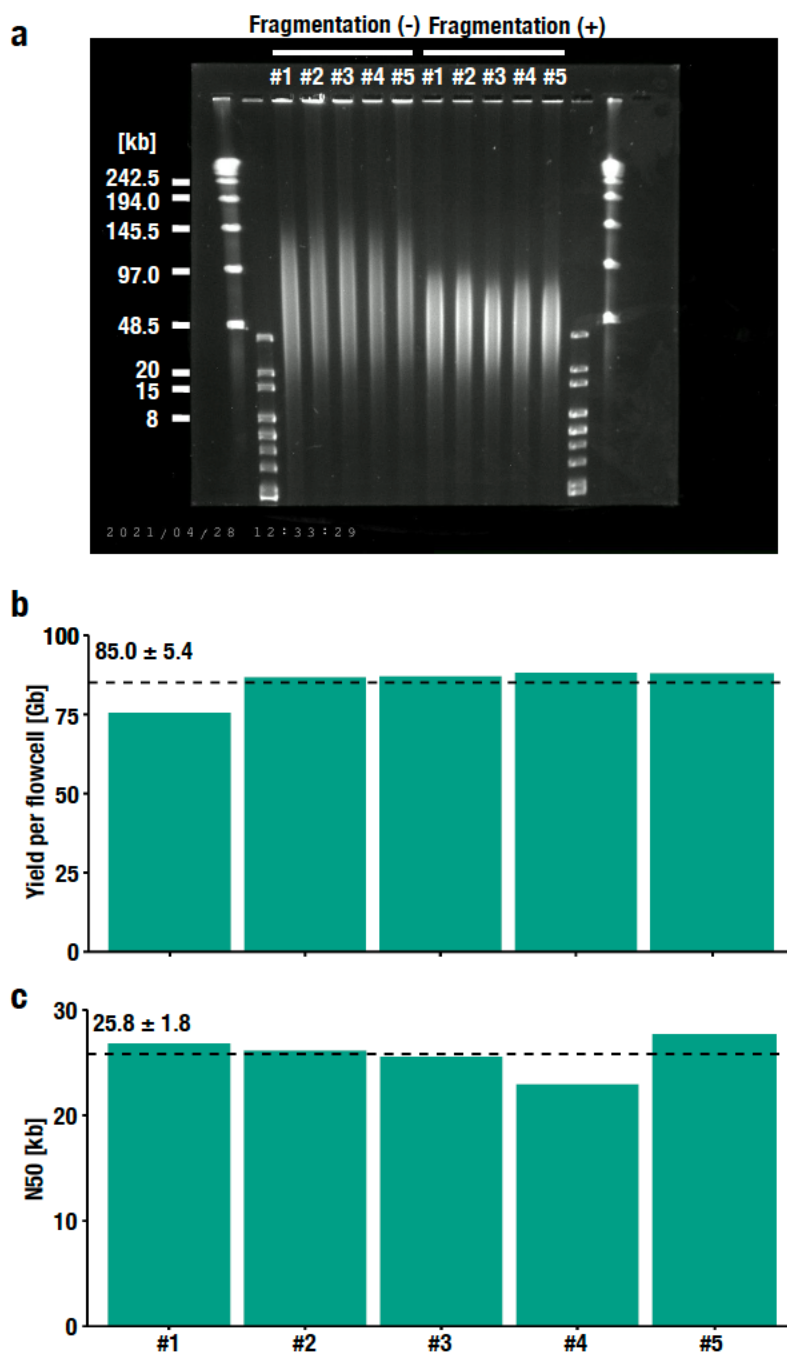 a
Fragmentation (-) Fragmentation (+)
#1 #2 #3 #4 #5 #1 #2 #3 #4 #5
[kb]
242.5
194.0
145.5
97.0
48.5
20
15
8
2021/04/28 12:33:29
b
Yield per flowcell [Gb]
100
85.0 ± 5.4
75
50
25
0
c
N50 [kb]
30
25.8 ± 1.8
20
10
0
#1 #2 #3 #4 #5